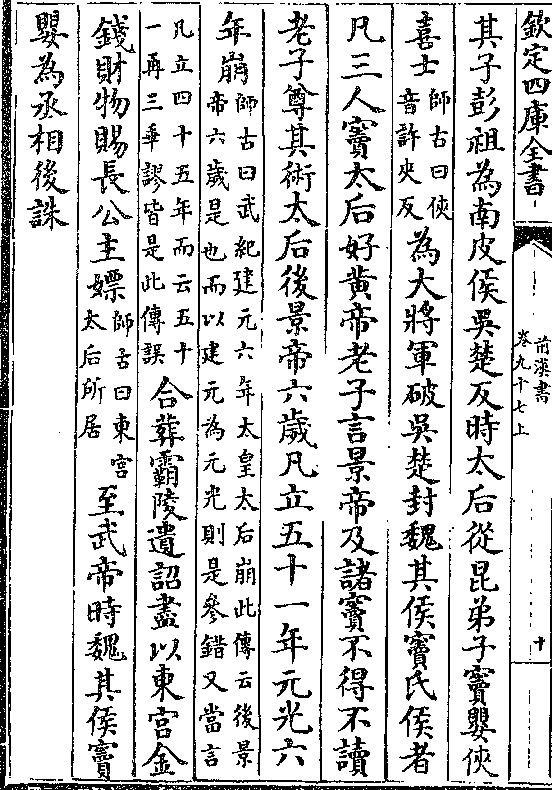 欽定四庫全書
前漢書
卷九十七上
十
其子彭祖為南皮侯吳楚反時太后從昆弟子竇嬰俠
喜士師古曰俠音許夾反為大將軍破吳楚封魏其侯竇氏侯者
凡三人竇太后好黃帝老子言景帝及諸竇不得不讀
老子尊其術太后後景帝六歲凡立五十一年元光六
年崩師古曰武紀建元六年太皇太后崩此傳云後景帝六歲是也而以建元為元光則是參錯又當言
凡立四十五年而云五十一再三乖謬皆是此傳誤合葬霸陵遺詔盡以東宮金
錢財物賜長公主嫖師古曰東宮太后所居至武帝時魏其侯竇
嬰為丞相後誅